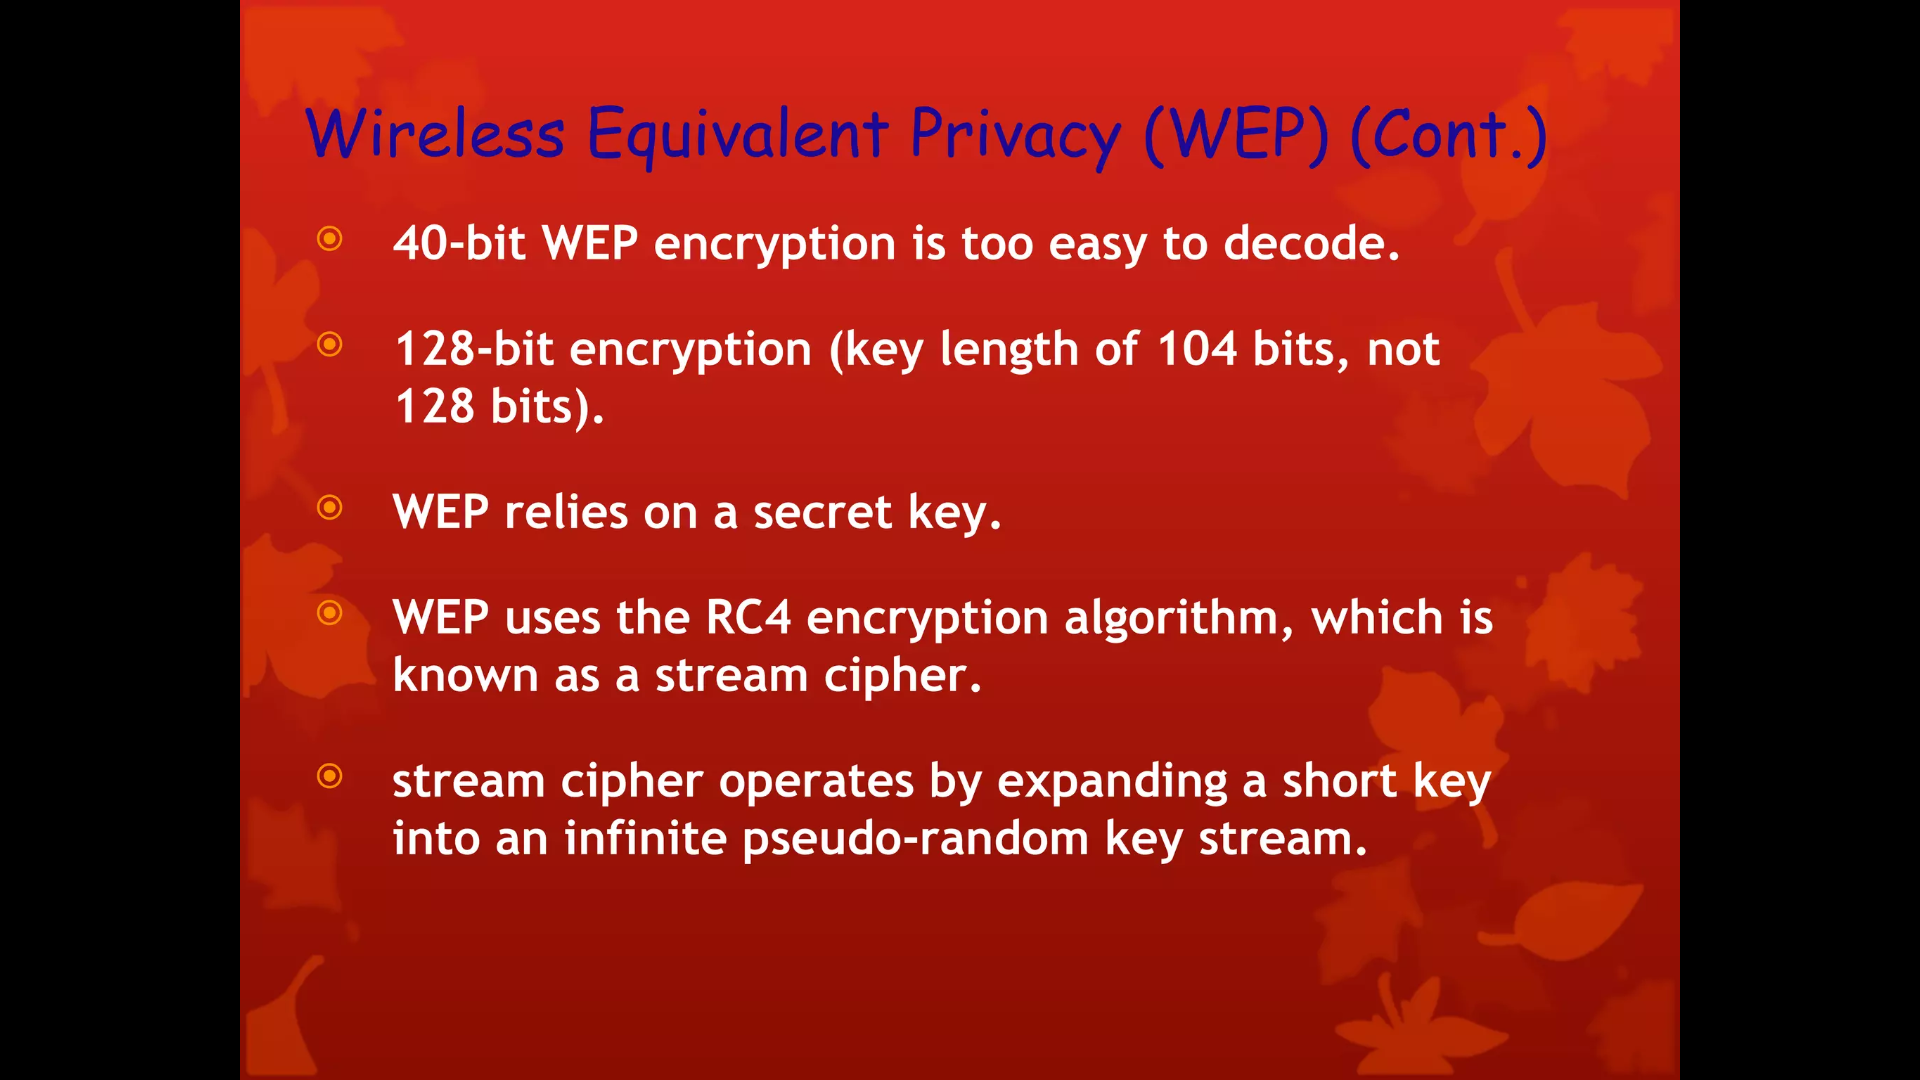 Wireless Equivalent Privacy (WEP) (Cont.)
40-bit WEP encryption is too easy to decode.
128-bit encryption (key length of 104 bits, not
128 bits).
WEP relies on a secret key.
WEP uses the RC4 encryption algorithm, which is
known as a stream cipher.
stream cipher operates by expanding a short key
into an infinite pseudo-random key stream.